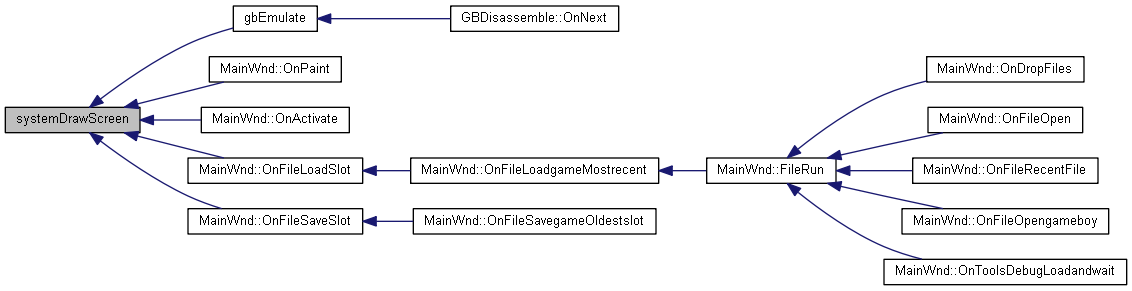 systemDrawScreen
gbEmulate
GBDisassemble::OnNext
MainWnd::OnPaint
MainWnd::OnActivate
MainWnd::OnFileLoadSlot
MainWnd::OnFileLoadgameMostrecent
MainWnd::FileRun
MainWnd::OnDropFiles
MainWnd::OnFileOpen
MainWnd::OnFileRecentFile
MainWnd::OnFileOpengameboy
MainWnd::OnToolsDebugLoadandwait
MainWnd::OnFileSaveSlot
MainWnd::OnFileSavegameOldestslot